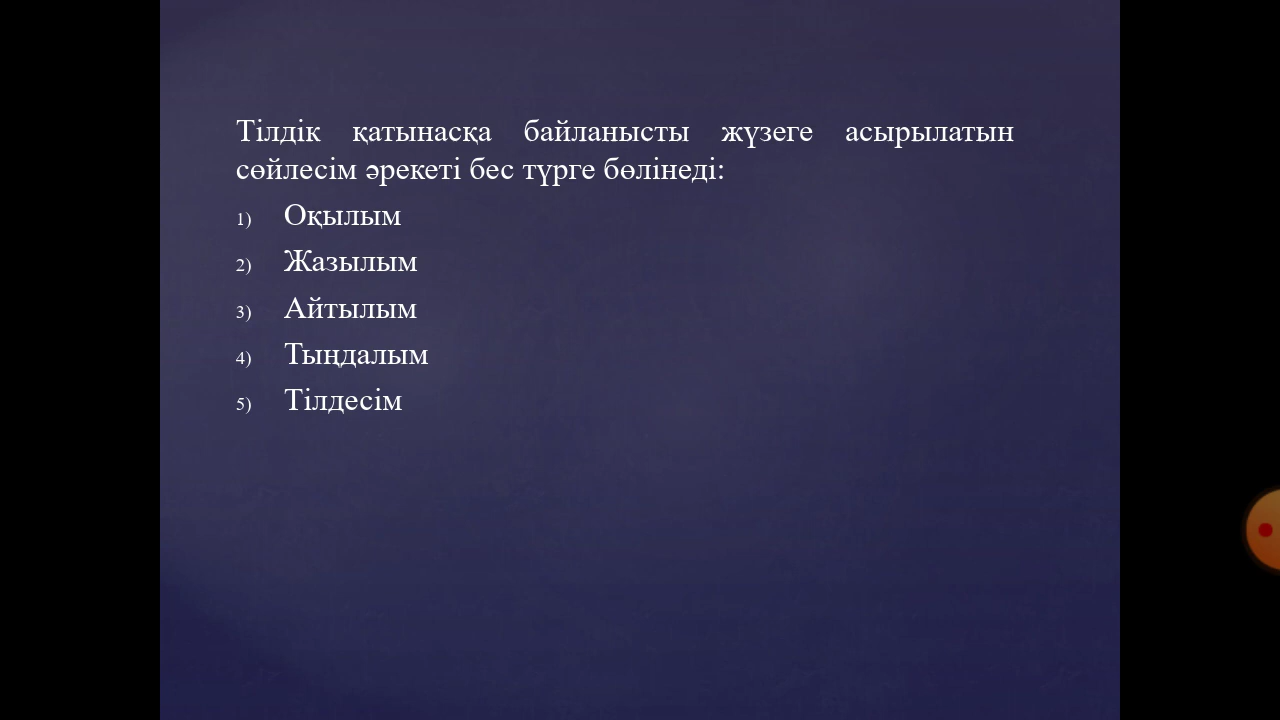 Тілдік қатынасқа байланысты жүзеге асырылатын
сөйлесім әрекеті бес түрге бөлінеді:
1) Оқылым
2) Жазылым
3) Айтылым
4) Тыңдалым
5) Тілдесім